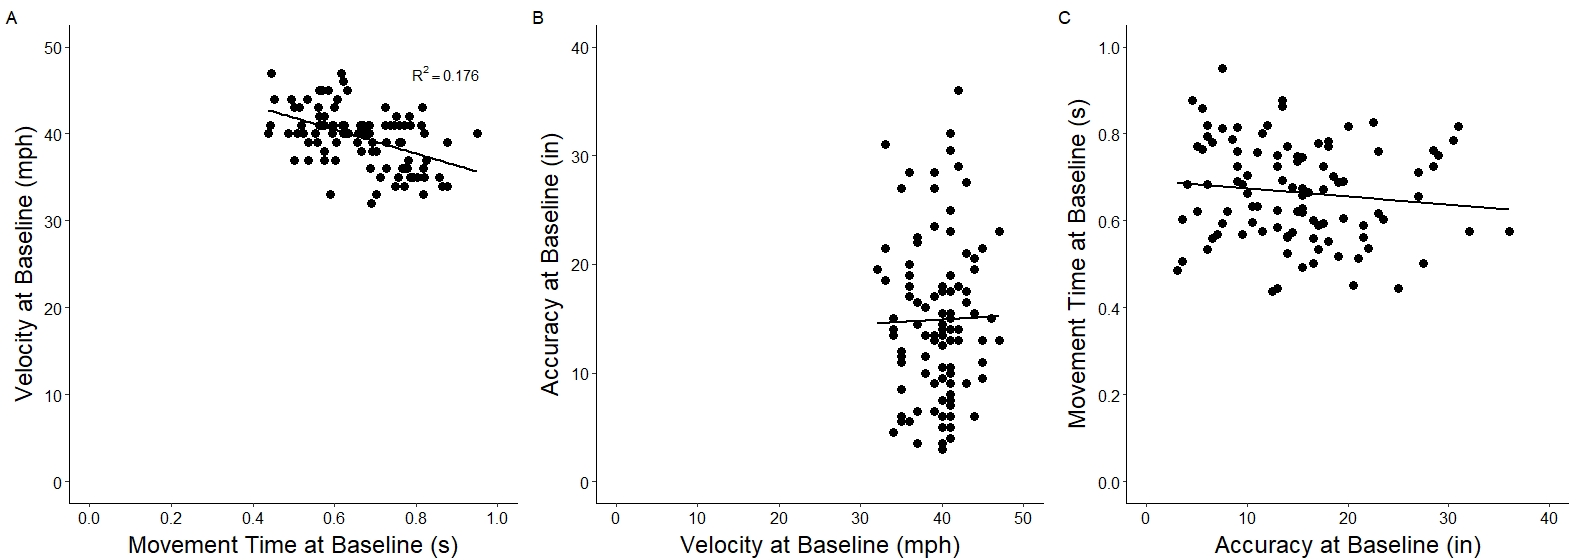 A
50
40
30
20
10
0
0.0 0.2 0.4 0.6 0.8 1.0
Velocity at Baseline (mph)
Movement Time at Baseline (s)
R² = 0.176
B
40
30
20
10
0
0 10 20 30 40 50
Accuracy at Baseline (in)
Velocity at Baseline (mph)
C
1.0
0.8
0.6
0.4
0.2
0.0
0 10 20 30 40
Movement Time at Baseline (s)
Accuracy at Baseline (in)